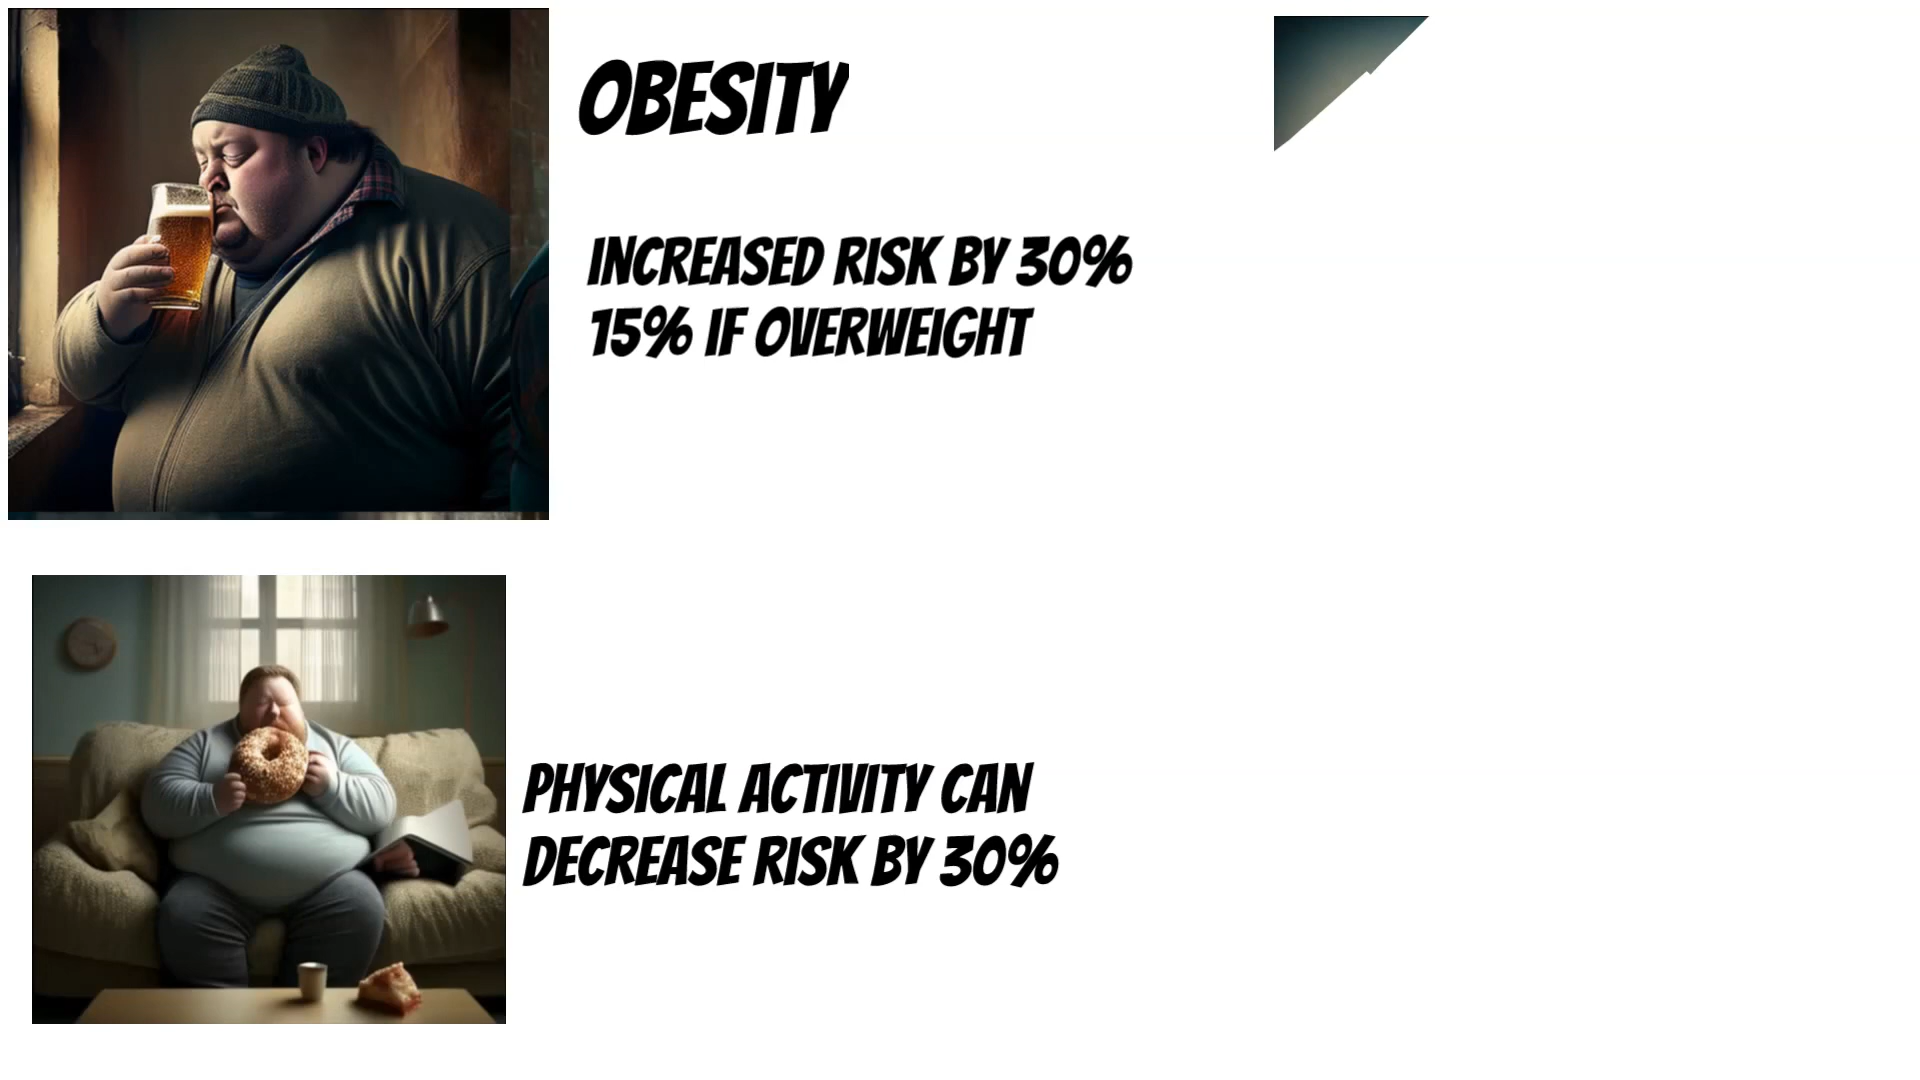 OBESITY
INCREASED RISK BY 30%
15% IF OVERWEIGHT
PHYSICAL ACTIVITY CAN
DECREASE RISK BY 30%